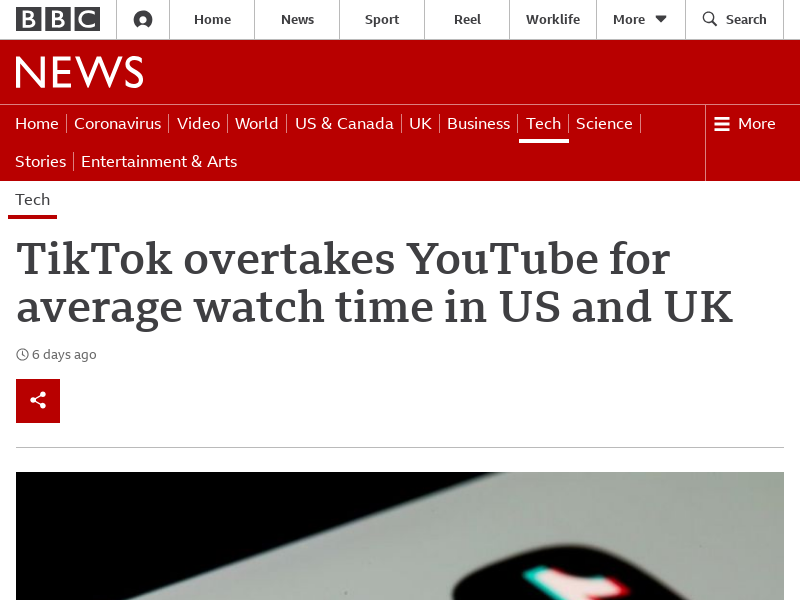 BBC Home News Sport Reel Worklife More Search
NEWS
Home Coronavirus Video World US & Canada UK Business Tech Science More
Stories Entertainment & Arts
Tech
TikTok overtakes YouTube for
average watch time in US and UK
6 days ago